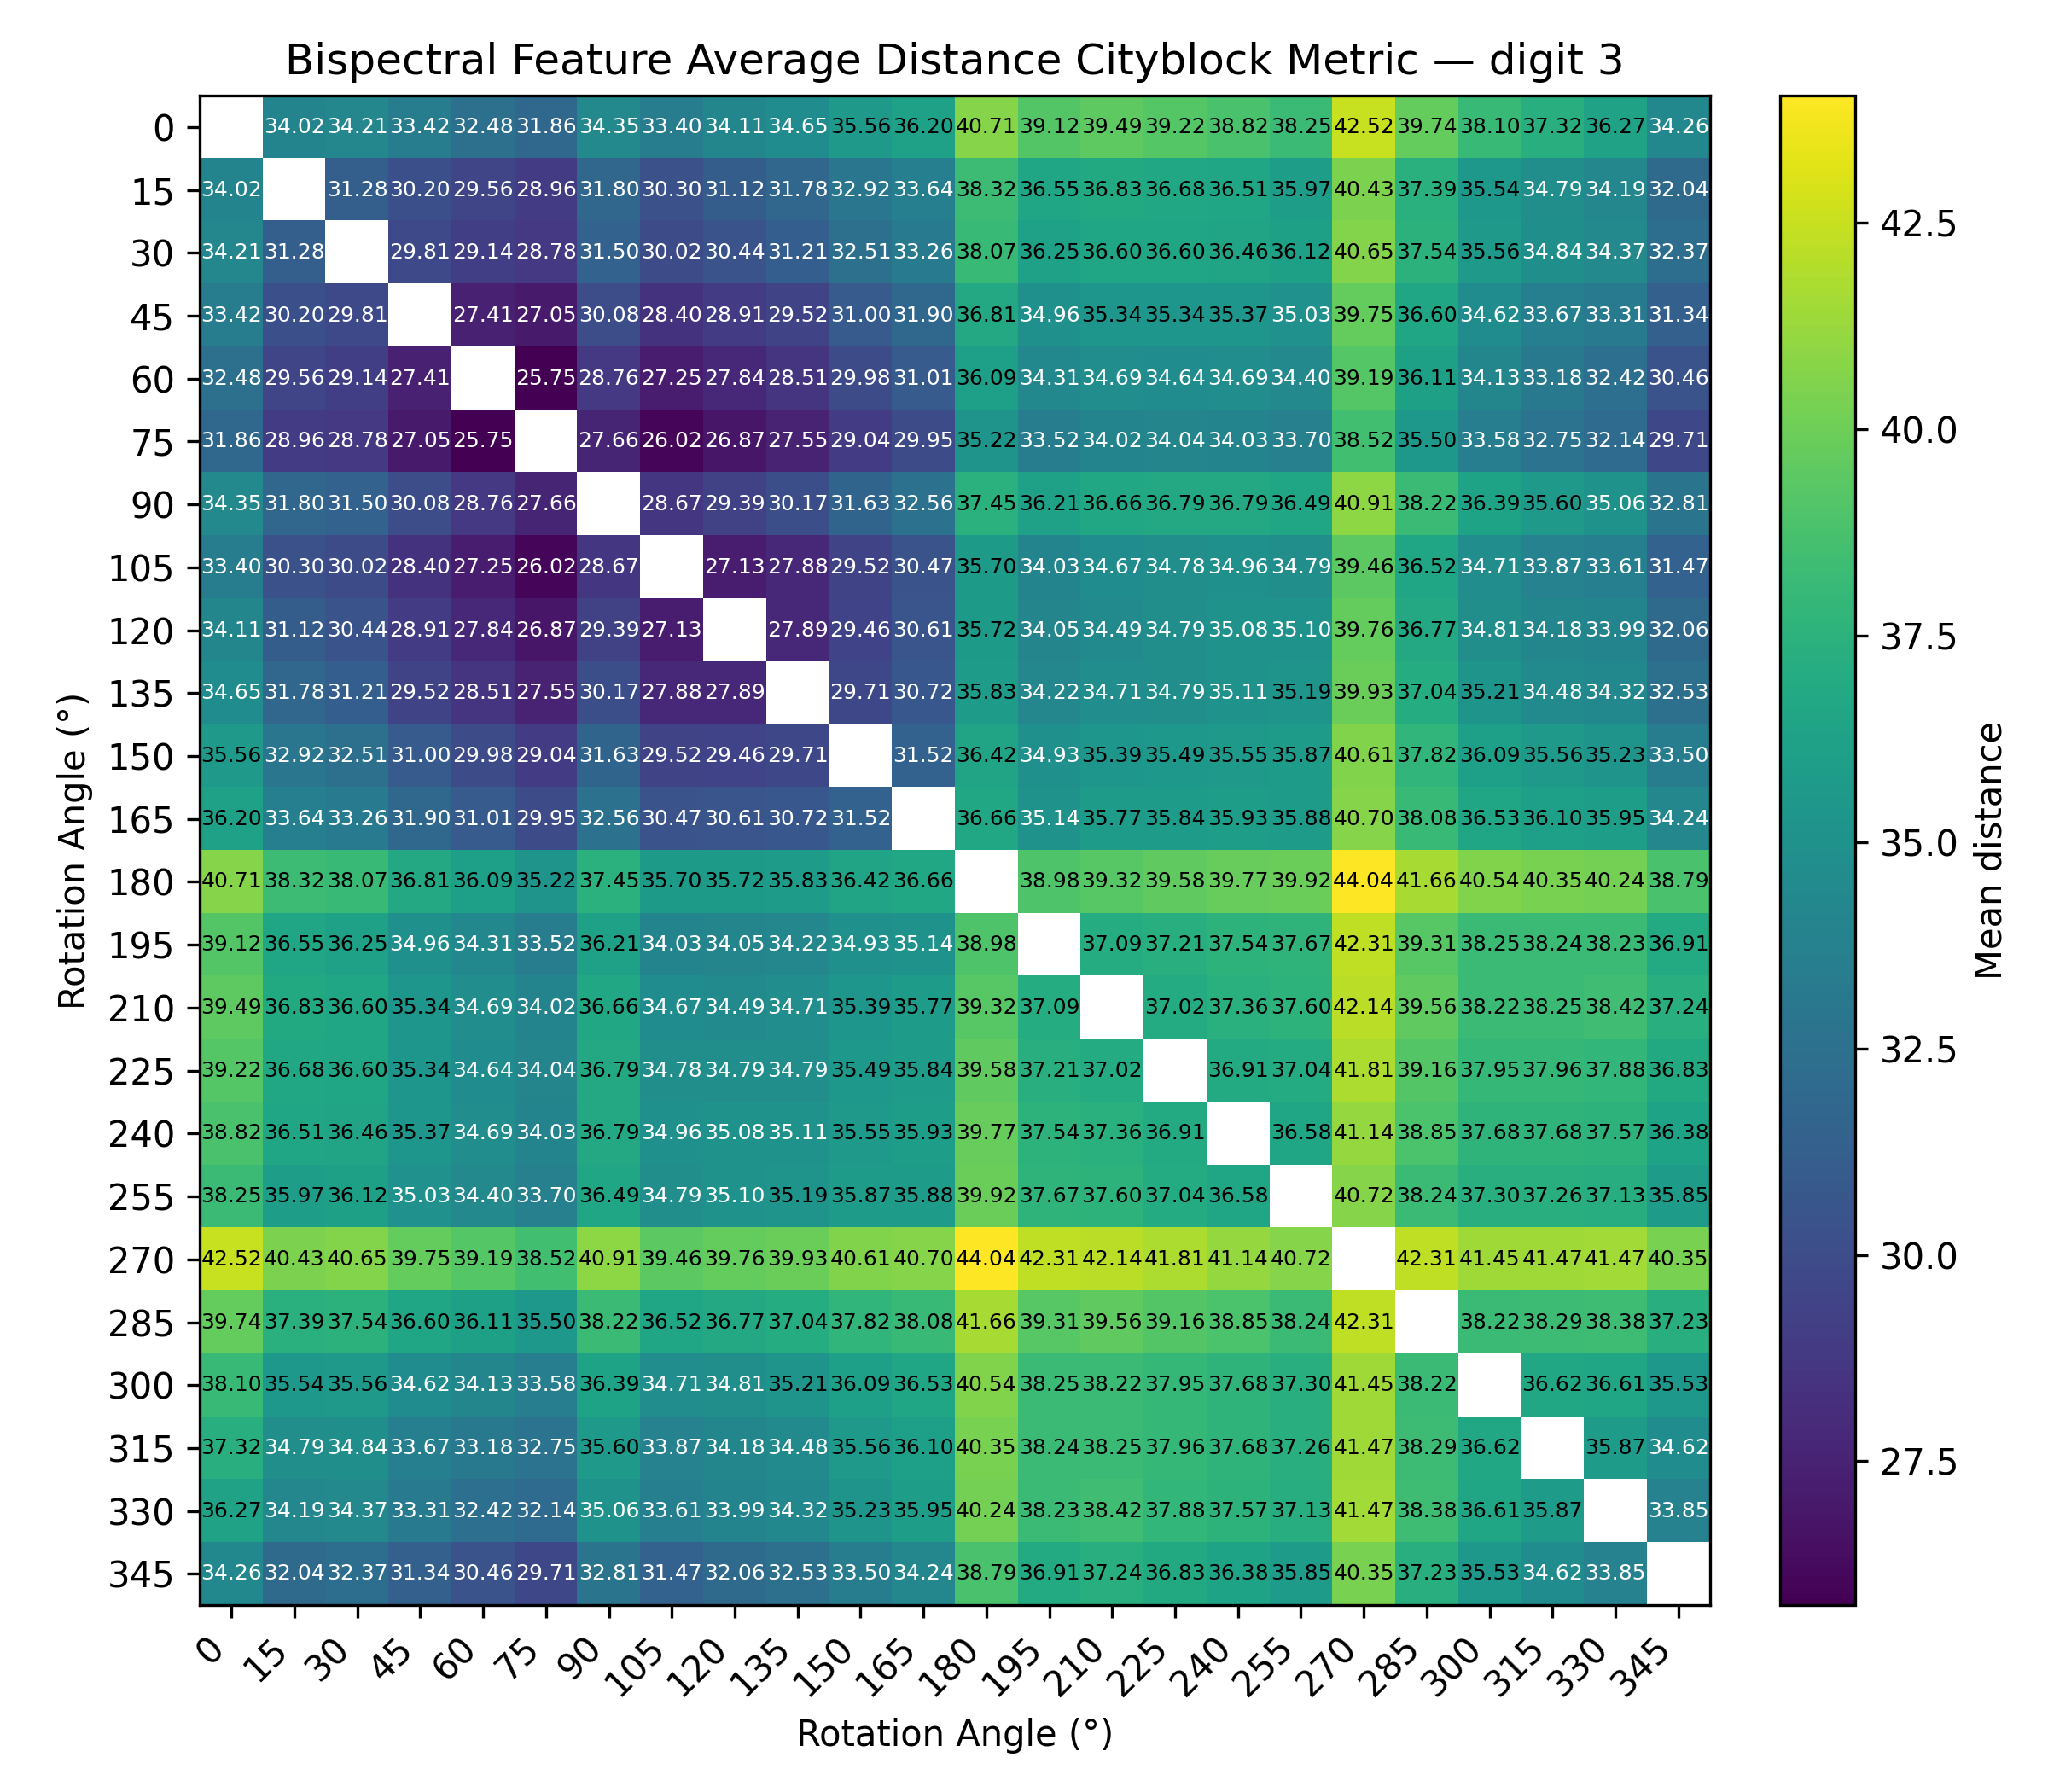 Bispectral Feature Average Distance Cityblock Metric — digit 3
0 34.02 34.21 33.42 32.48 31.86 34.35 33.40 34.11 34.65 35.56 36.20 40.71 39.12 39.49 39.22 38.82 38.25 42.52 39.74 38.10 37.32 36.27 34.26
15 34.02 31.28 30.20 29.56 28.96 31.80 30.30 31.12 31.78 32.92 33.64 38.32 36.55 36.83 36.68 36.51 35.97 40.43 37.39 35.54 34.79 34.19 32.04
30 34.21 31.28 29.81 29.14 28.78 31.50 30.02 30.44 31.21 32.51 33.26 38.07 36.25 36.60 36.60 36.46 36.12 40.65 37.54 35.56 34.84 34.37 32.37
45 33.42 30.20 29.81 27.41 27.05 30.08 28.40 28.91 29.52 31.00 31.90 36.81 34.96 35.34 35.34 35.37 35.03 39.75 36.60 34.62 33.67 33.31 31.34
60 32.48 29.56 29.14 27.41 25.75 28.76 27.25 27.84 28.51 29.98 31.01 36.09 34.31 34.69 34.64 34.69 34.40 39.19 36.11 34.13 33.18 32.42 30.46
75 31.86 28.96 28.78 27.05 25.75 27.66 26.02 26.87 27.55 29.04 29.95 35.22 33.52 34.02 34.04 34.03 33.70 38.52 35.50 33.58 32.75 32.14 29.71
90 34.35 31.80 31.50 30.08 28.76 27.66 28.67 29.39 30.17 31.63 32.56 37.45 36.21 36.66 36.79 36.79 36.49 40.91 38.22 36.39 35.60 35.06 32.81
105 33.40 30.30 30.02 28.40 27.25 26.02 28.67 27.13 27.88 29.52 30.47 35.70 34.03 34.67 34.78 34.96 34.79 39.46 36.52 34.71 33.87 33.61 31.47
120 34.11 31.12 30.44 28.91 27.84 26.87 29.39 27.13 27.89 29.46 30.61 35.72 34.05 34.49 34.79 35.08 35.10 39.76 36.77 34.81 34.18 33.99 32.06
135 34.65 31.78 31.21 29.52 28.51 27.55 30.17 27.88 27.89 29.71 30.72 35.83 34.22 34.71 34.79 35.11 35.19 39.93 37.04 35.21 34.48 34.32 32.53
150 35.56 32.92 32.51 31.00 29.98 29.04 31.63 29.52 29.46 29.71 31.52 36.42 34.93 35.39 35.49 35.55 35.87 40.61 37.82 36.09 35.56 35.23 33.50
165 36.20 33.64 33.26 31.90 31.01 29.95 32.56 30.47 30.61 30.72 31.52 36.66 35.14 35.77 35.84 35.93 35.88 40.70 38.08 36.53 36.10 35.95 34.24
180 40.71 38.32 38.07 36.81 36.09 35.22 37.45 35.70 35.72 35.83 36.42 36.66 38.98 39.32 39.58 39.77 39.92 44.04 41.66 40.54 40.35 40.24 38.79
195 39.12 36.55 36.25 34.96 34.31 33.52 36.21 34.03 34.05 34.22 34.93 35.14 38.98 37.09 37.21 37.54 37.67 42.31 39.31 38.25 38.24 38.23 36.91
210 39.49 36.83 36.60 35.34 34.69 34.02 36.66 34.67 34.49 34.71 35.39 35.77 39.32 37.09 37.02 37.36 37.60 42.14 39.56 38.22 38.25 38.42 37.24
225 39.22 36.68 36.60 35.34 34.64 34.04 36.79 34.78 34.79 34.79 35.49 35.84 39.58 37.21 37.02 36.91 37.04 41.81 39.16 37.95 37.96 37.88 36.83
240 38.82 36.51 36.46 35.37 34.69 34.03 36.79 34.96 35.08 35.11 35.55 35.93 39.77 37.54 37.36 36.91 36.58 41.14 38.85 37.68 37.68 37.57 36.38
255 38.25 35.97 36.12 35.03 34.40 33.70 36.49 34.79 35.10 35.19 35.87 35.88 39.92 37.67 37.60 37.04 36.58 40.72 38.24 37.30 37.26 37.13 35.85
270 42.52 40.43 40.65 39.75 39.19 38.52 40.91 39.46 39.76 39.93 40.61 40.70 44.04 42.31 42.14 41.81 41.14 40.72 42.31 41.45 41.47 41.47 40.35
285 39.74 37.39 37.54 36.60 36.11 35.50 38.22 36.52 36.77 37.04 37.82 38.08 41.66 39.31 39.56 39.16 38.85 38.24 42.31 38.22 38.29 38.38 37.23
300 38.10 35.54 35.56 34.62 34.13 33.58 36.39 34.71 34.81 35.21 36.09 36.53 40.54 38.25 38.22 37.95 37.68 37.30 41.45 38.22 36.62 36.61 35.53
315 37.32 34.79 34.84 33.67 33.18 32.75 35.60 33.87 34.18 34.48 35.56 36.10 40.35 38.24 38.25 37.96 37.68 37.26 41.47 38.29 36.62 35.87 34.62
330 36.27 34.19 34.37 33.31 32.42 32.14 35.06 33.61 33.99 34.32 35.23 35.95 40.24 38.23 38.42 37.88 37.57 37.13 41.47 38.38 36.61 35.87 33.85
345 34.26 32.04 32.37 31.34 30.46 29.71 32.81 31.47 32.06 32.53 33.50 34.24 38.79 36.91 37.24 36.83 36.38 35.85 40.35 37.23 35.53 34.62 33.85
0 15 30 45 60 75 90 105 120 135 150 165 180 195 210 225 240 255 270 285 300 315 330 345
Rotation Angle (°)
Rotation Angle (°)
42.5
40.0
37.5
35.0
32.5
30.0
27.5
Mean distance